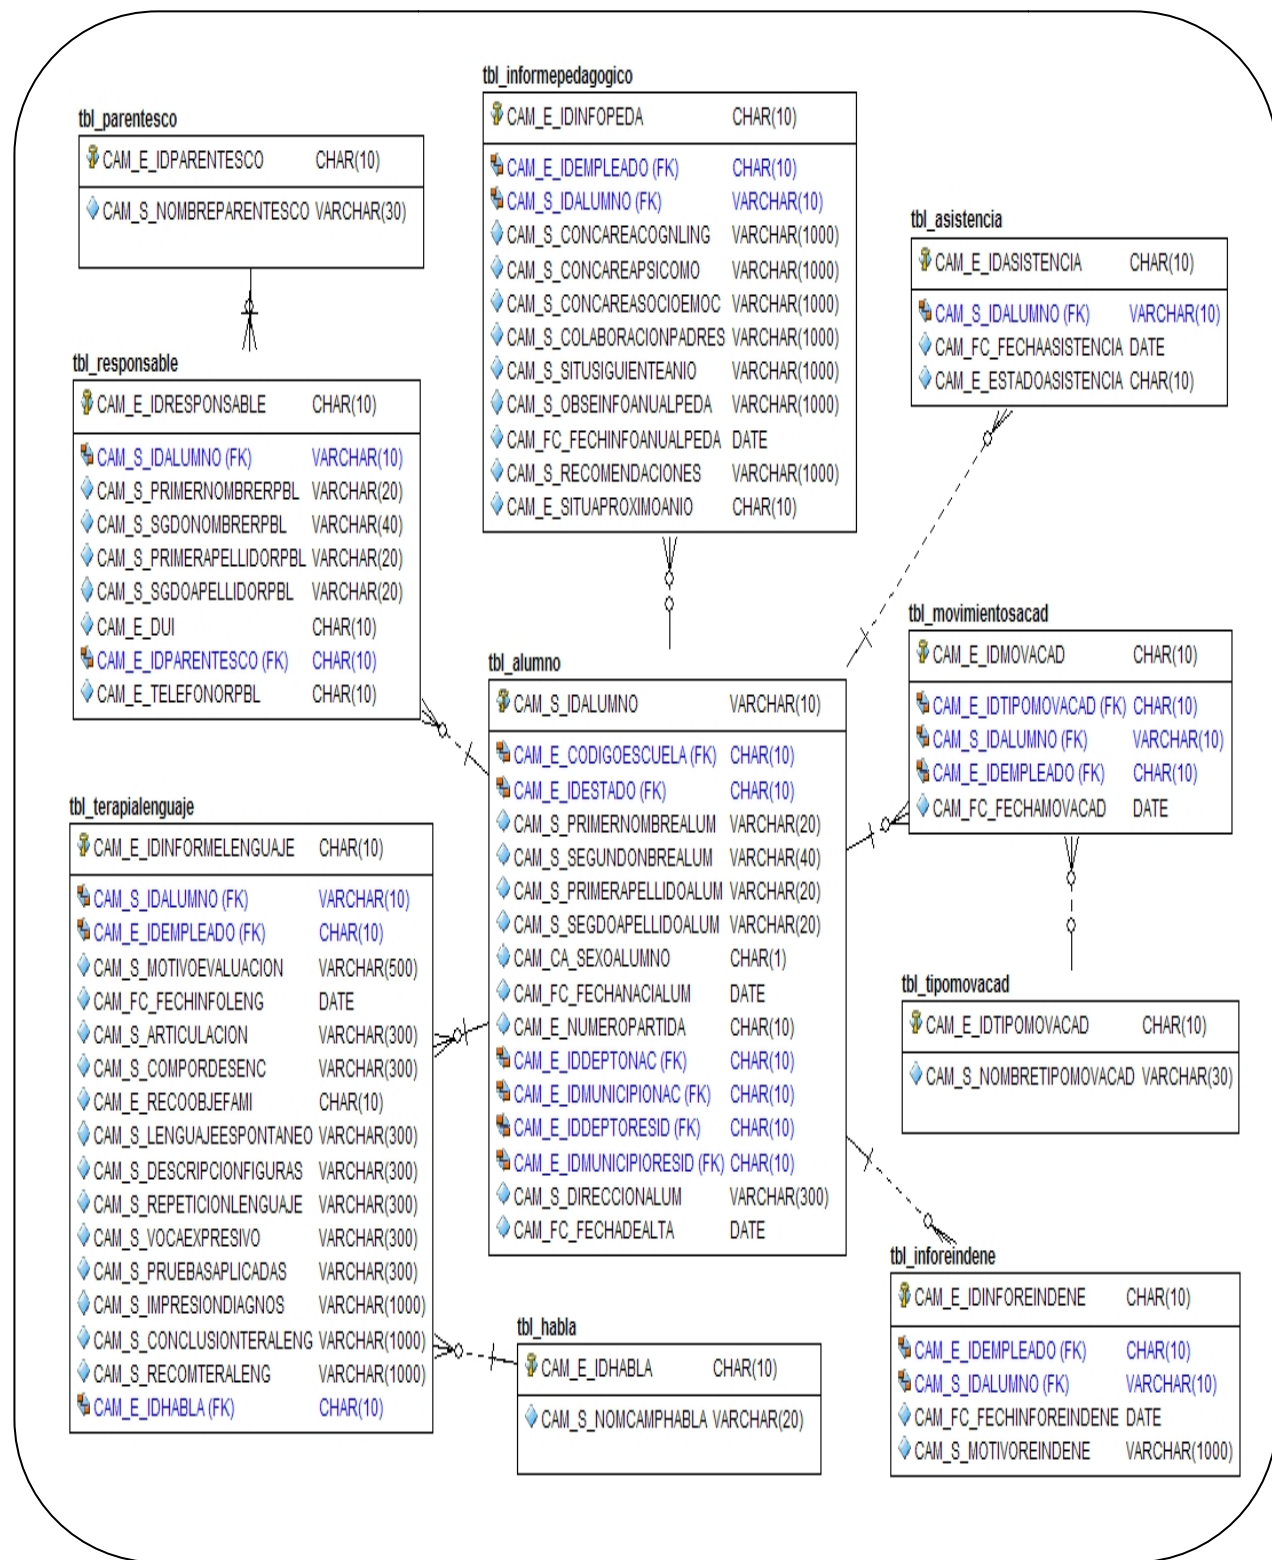 tbl_parentesco
CAM_E_IDPARENTESCO CHAR(10)
CAM_S_NOMBREPARENTESCO VARCHAR(30)
tbl_informepedagogico
CAM_E_IDINFOPEDA CHAR(10)
CAM_E_IDEMPLEADO (FK) CHAR(10)
CAM_S_IDALUMNO (FK) VARCHAR(10)
CAM_S_CONCAREACOGNLING VARCHAR(1000)
CAM_S_CONCAREAPSICOMO VARCHAR(1000)
CAM_S_CONCAREASOCIOEMOC VARCHAR(1000)
CAM_S_COLABORACIONPADRES VARCHAR(1000)
CAM_S_SITUSIGUIENTEANIO VARCHAR(1000)
CAM_S_OBSEINFOANUALPEDA VARCHAR(1000)
CAM_FC_FECHINFOANUALPEDA DATE
CAM_S_RECOMENDACIONES VARCHAR(1000)
CAM_E_SITUAPROXIMOANIO CHAR(10)
tbl_asistencia
CAM_E_IDASISTENCIA CHAR(10)
CAM_S_IDALUMNO (FK) VARCHAR(10)
CAM_FC_FECHAASISTENCIA DATE
CAM_E_ESTADOASISTENCIA CHAR(10)
tbl_responsable
CAM_E_IDRESPONSABLE CHAR(10)
CAM_S_IDALUMNO (FK) VARCHAR(10)
CAM_S_PRIMERNOMBRERPBL VARCHAR(20)
CAM_S_SGDONOMBRERPBL VARCHAR(40)
CAM_S_PRIMERAPELLIDORPBL VARCHAR(20)
CAM_S_SGDOAPELLIDORPBL VARCHAR(20)
CAM_E_DUI CHAR(10)
CAM_E_IDPARENTESCO (FK) CHAR(10)
CAM_E_TELEFONORPBL CHAR(10)
tbl_alumno
CAM_S_IDALUMNO VARCHAR(10)
CAM_E_CODIGOESCUELA (FK) CHAR(10)
CAM_E_IDESTADO (FK) CHAR(10)
CAM_S_PRIMERNOMBREALUM VARCHAR(20)
CAM_S_SEGUNDONBREALUM VARCHAR(40)
CAM_S_PRIMERAPELLIDOALUM VARCHAR(20)
CAM_S_SEGDOAPELLIDOALUM VARCHAR(20)
CAM_CA_SEXOALUMNO CHAR(1)
CAM_FC_FECHANACIALUM DATE
CAM_E_NUMEROPARTIDA CHAR(10)
CAM_E_IDDEPTONAC (FK) CHAR(10)
CAM_E_IDMUNICIPIONAC (FK) CHAR(10)
CAM_E_IDDEPTORESID (FK) CHAR(10)
CAM_E_IDMUNICIPIORESID (FK) CHAR(10)
CAM_S_DIRECCIONALUM VARCHAR(300)
CAM_FC_FECHADEALTA DATE
tbl_movimientosacad
CAM_E_IDMOVACAD CHAR(10)
CAM_E_IDTIPOMOVACAD (FK) CHAR(10)
CAM_S_IDALUMNO (FK) VARCHAR(10)
CAM_E_IDEMPLEADO (FK) CHAR(10)
CAM_FC_FECHAMOVACAD DATE
tbl_terapialenguaje
CAM_E_IDINFORMELENGUAJE CHAR(10)
CAM_S_IDALUMNO (FK) VARCHAR(10)
CAM_E_IDEMPLEADO (FK) CHAR(10)
CAM_S_MOTIVOEVALUACION VARCHAR(500)
CAM_FC_FECHINFOLENG DATE
CAM_S_ARTICULACION VARCHAR(300)
CAM_S_COMPORDESENC VARCHAR(300)
CAM_E_RECOOBJEFAMI CHAR(10)
CAM_S_LENGUAJEESPONTANEO VARCHAR(300)
CAM_S_DESCRIPCIONFIGURAS VARCHAR(300)
CAM_S_REPETICIONLENGUAJE VARCHAR(300)
CAM_S_VOCAEXPRESIVO VARCHAR(300)
CAM_S_PRUEBASAPLICADAS VARCHAR(300)
CAM_S_IMPRESIONDIAGNOS VARCHAR(1000)
CAM_S_CONCLUSIONTERALENG VARCHAR(1000)
CAM_S_RECOMTERALENG VARCHAR(1000)
CAM_E_IDHABLA (FK) CHAR(10)
tbl_tipomovacad
CAM_E_IDTIPOMOVACAD CHAR(10)
CAM_S_NOMBRETIPOMOVACAD VARCHAR(30)
tbl_habla
CAM_E_IDHABLA CHAR(10)
CAM_S_NOMCAMPHABLA VARCHAR(20)
tbl_inforeindene
CAM_E_IDINFOREINDENE CHAR(10)
CAM_E_IDEMPLEADO (FK) CHAR(10)
CAM_S_IDALUMNO (FK) VARCHAR(10)
CAM_FC_FECHINFOREINDENE DATE
CAM_S_MOTIVOREINDENE VARCHAR(1000)